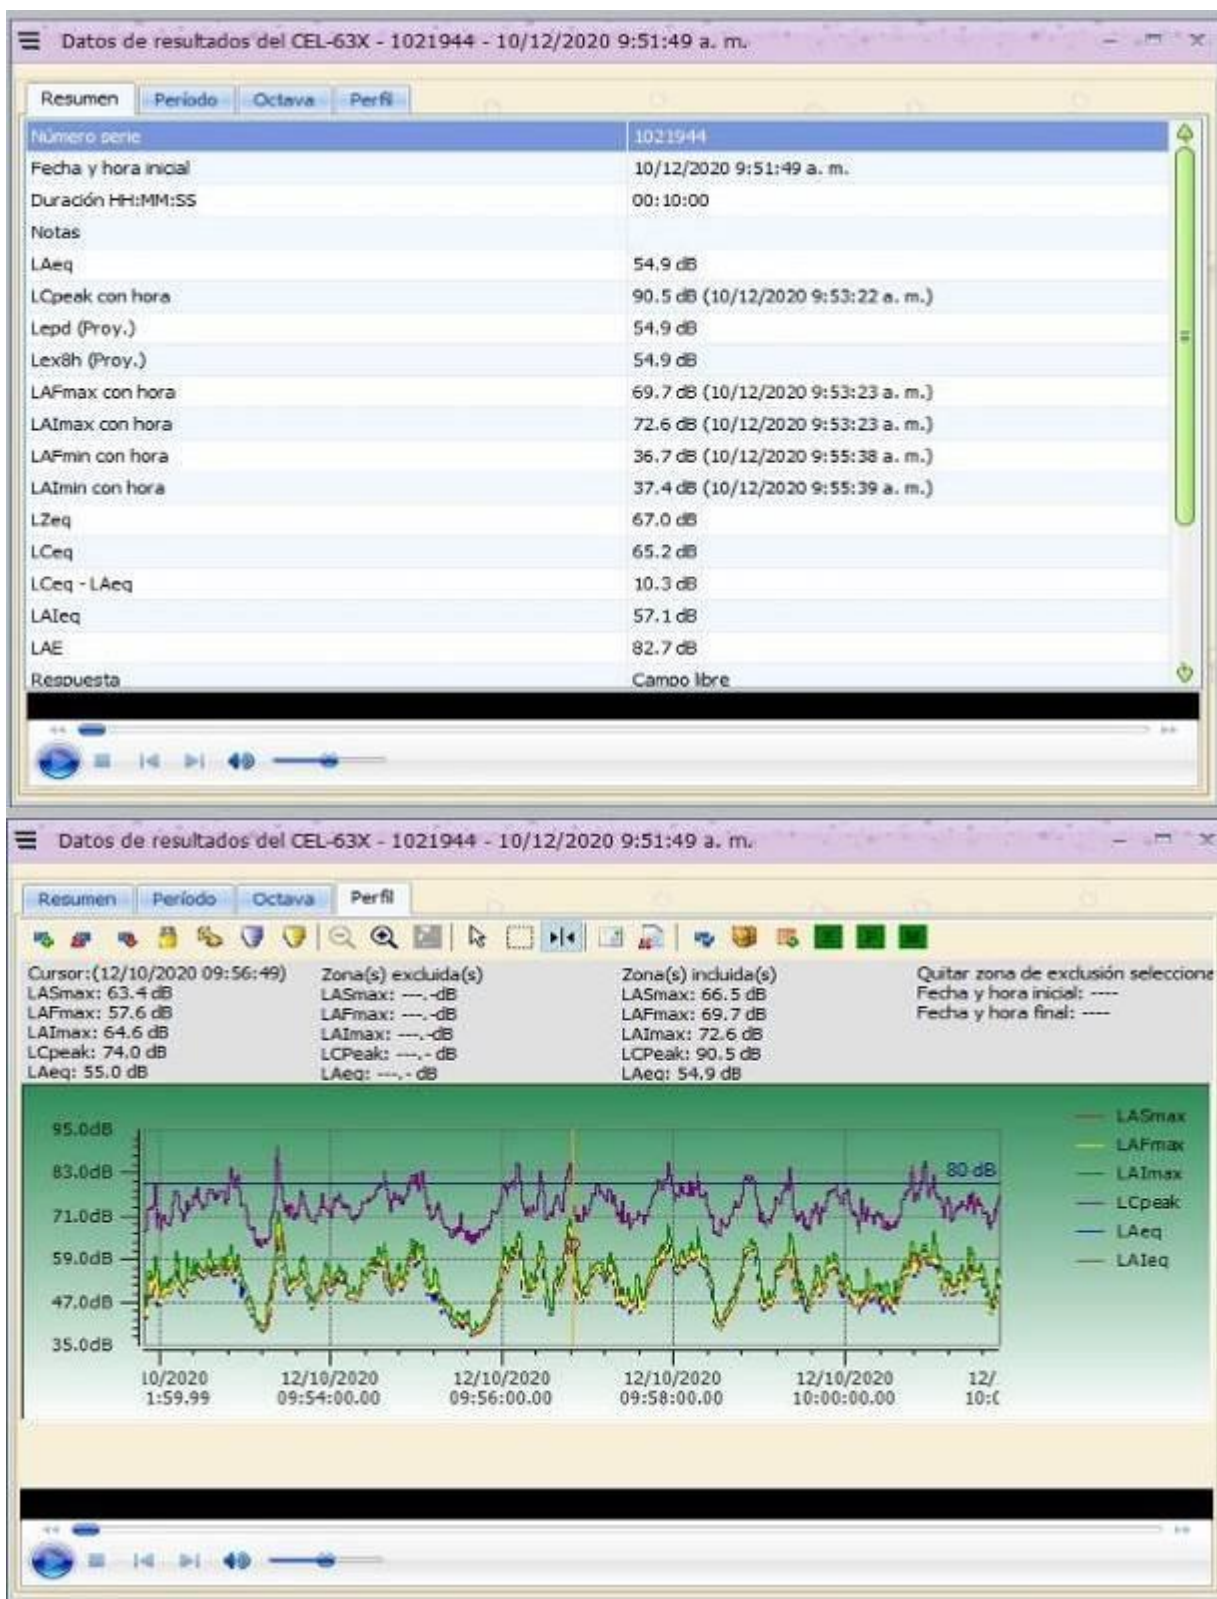 Datos de resultados del CEL-63X - 1021944 - 10/12/2020 9:51:49 a. m.
Resumen Período Octava Perfil
Número serie 1021944
Fecha y hora inicial 10/12/2020 9:51:49 a. m.
Duración HH:MM:SS 00:10:00
Notas
LAeq 54.9 dB
LCpeak con hora 90.5 dB (10/12/2020 9:53:22 a. m.)
Lepd (Proy.) 54.9 dB
Lex8h (Proy.) 54.9 dB
LAFmax con hora 69.7 dB (10/12/2020 9:53:23 a. m.)
LAImax con hora 72.6 dB (10/12/2020 9:53:23 a. m.)
LAFmin con hora 36.7 dB (10/12/2020 9:55:38 a. m.)
LAImin con hora 37.4 dB (10/12/2020 9:55:39 a. m.)
LZeq 67.0 dB
LCeq 65.2 dB
LCeq - LAeq 10.3 dB
LAIeq 57.1 dB
LAE 82.7 dB
Respuesta Campo libre
Datos de resultados del CEL-63X - 1021944 - 10/12/2020 9:51:49 a. m.
Resumen Período Octava Perfil
Cursor:(12/10/2020 09:56:49) Zona(s) excluida(s) Zona(s) incluida(s) Quitar zona de exclusión seleccione
LASmax: 63.4 dB LASmax: ---.-dB LASmax: 66.5 dB Fecha y hora inicial: ----
LAFmax: 57.6 dB LAFmax: ---.-dB LAFmax: 69.7 dB Fecha y hora final: ----
LAImax: 64.6 dB LAImax: ---.-dB LAImax: 72.6 dB
LCpeak: 74.0 dB LCPeak: ---.- dB LCPeak: 90.5 dB
LAeq: 55.0 dB LAeq: ---.- dB LAeq: 54.9 dB
95.0dB
83.0dB
71.0dB
59.0dB
47.0dB
35.0dB
80 dB
LASmax
LAFmax
LAImax
LCpeak
LAeq
LAIeq
10/2020 12/10/2020 12/10/2020 12/10/2020 12/10/2020 12/
1:59.99 09:54:00.00 09:56:00.00 09:58:00.00 10:00:00.00 10:0